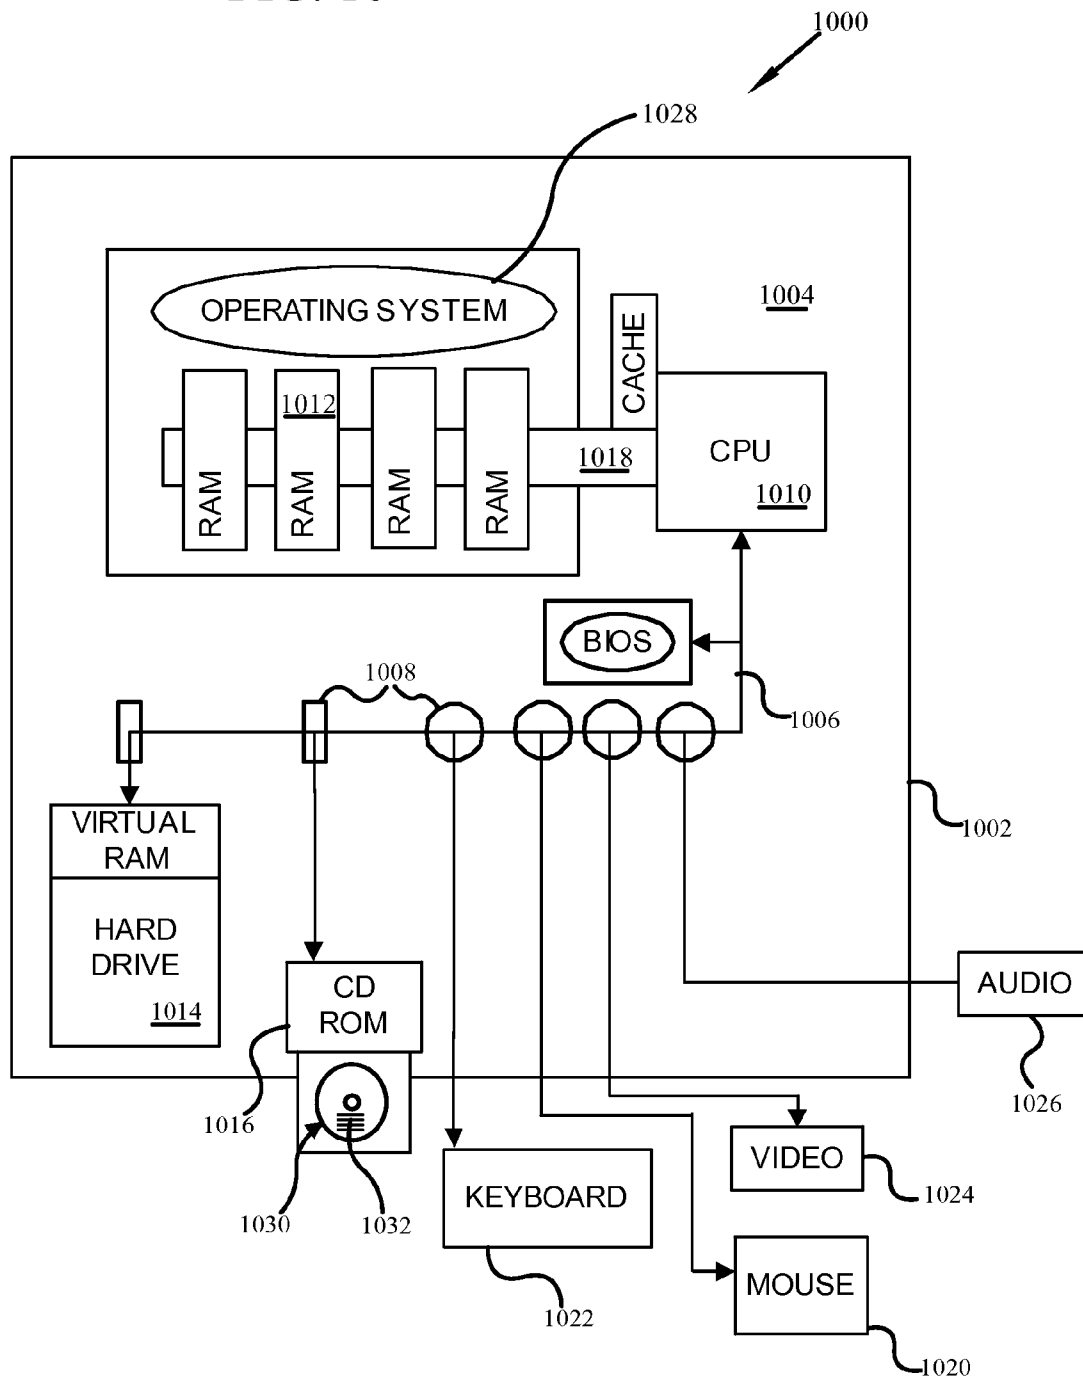 1000
1028
OPERATING SYSTEM
1004
CACHE
1012
CPU
1018
1010
RAM
RAM
RAM
RAM
BIOS
1008
1006
VIRTUAL
RAM
1002
HARD
DRIVE
1014
CD
ROM
AUDIO
1016
1026
VIDEO
1024
KEYBOARD
1030
1032
MOUSE
1022
1020